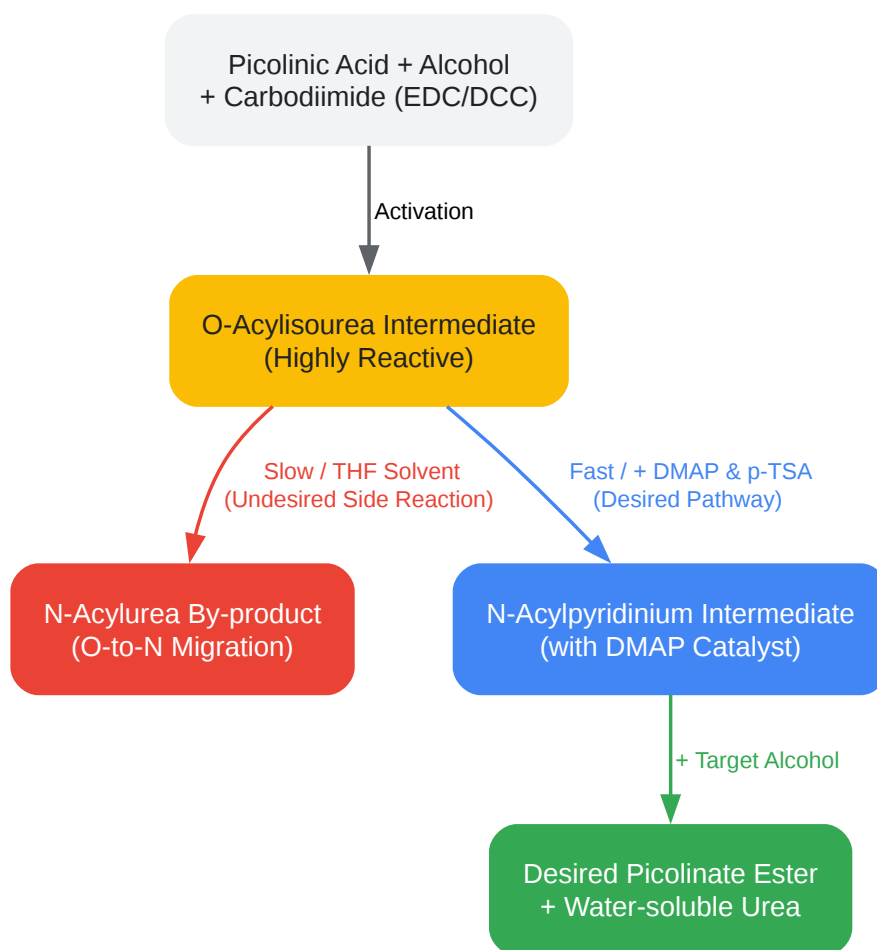 Picolinic Acid + Alcohol
+ Carbodiimide (EDC/DCC)
Activation
O-Acylisourea Intermediate
(Highly Reactive)
Slow / THF Solvent
(Undesired Side Reaction)
Fast / + DMAP & p-TSA
(Desired Pathway)
N-Acylurea By-product
(O-to-N Migration)
N-Acylpyridinium Intermediate
(with DMAP Catalyst)
+ Target Alcohol
Desired Picolinate Ester
+ Water-soluble Urea